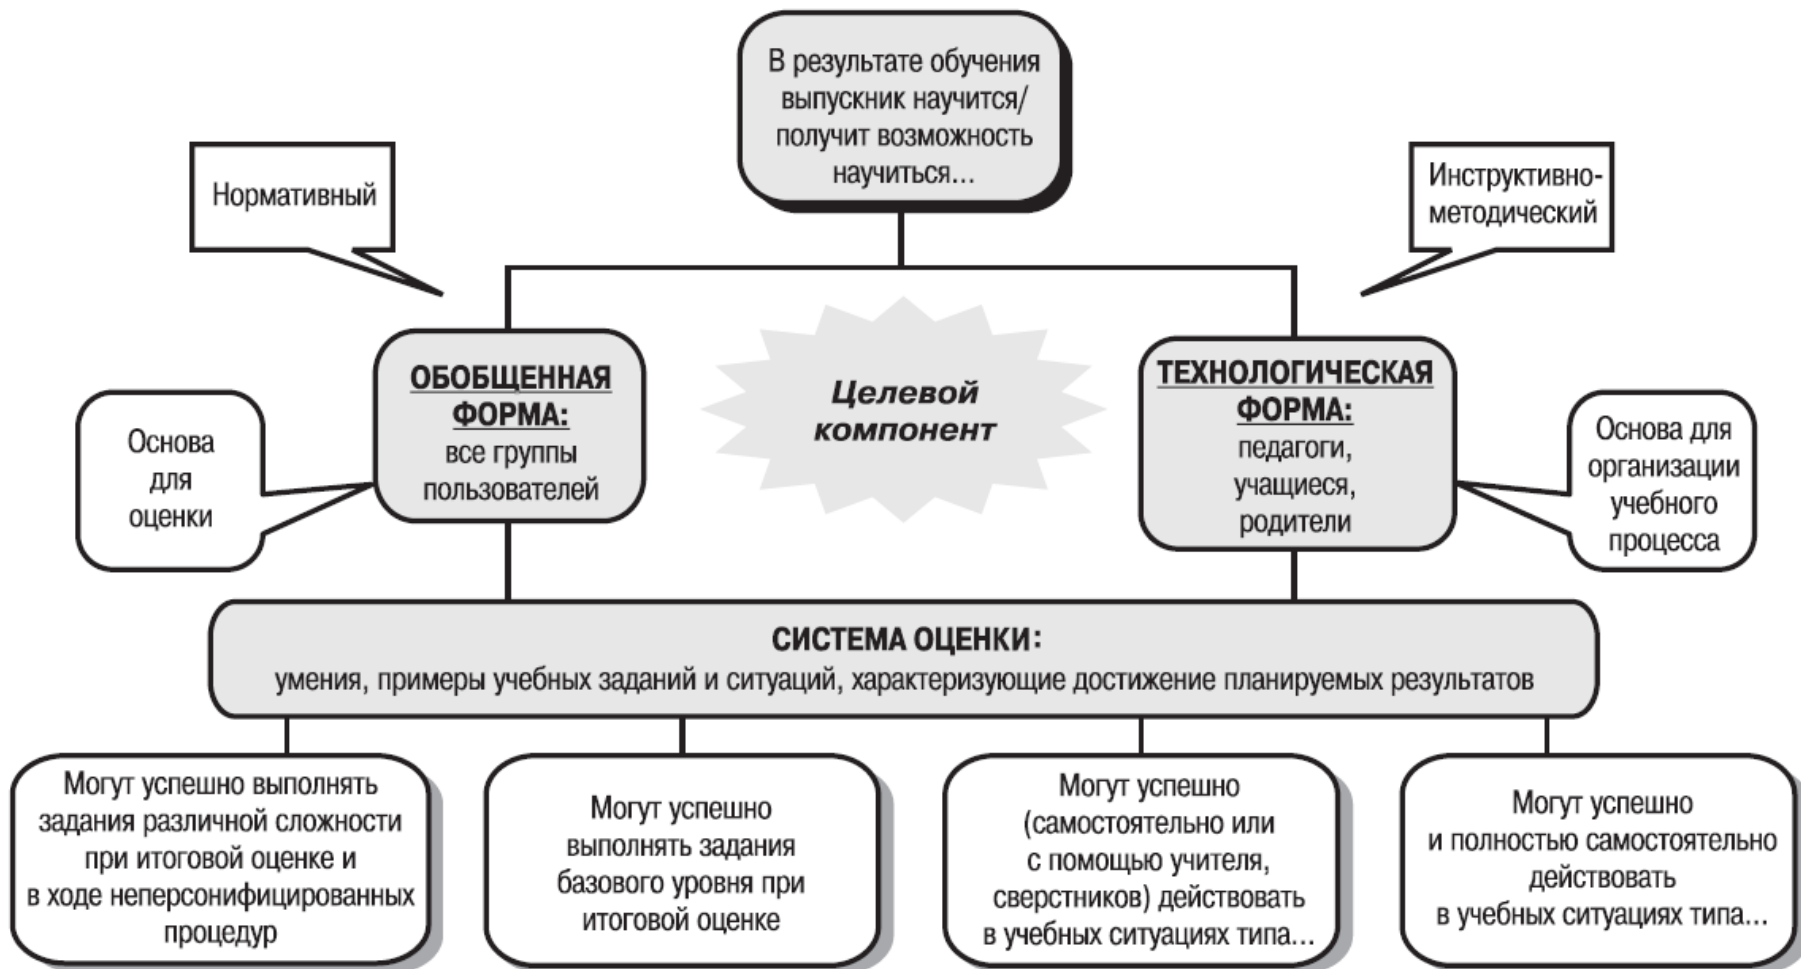 В результате обучения
выпускник научится/
получит возможность
научиться...
Нормативный
Инструктивно-
методический
ОБОБЩЕННАЯ
ФОРМА:
все группы
пользователей
Целевой
компонент
ТЕХНОЛОГИЧЕСКАЯ
ФОРМА:
педагоги,
учащиеся,
родители
Основа
для
оценки
Основа для
организации
учебного
процесса
СИСТЕМА ОЦЕНКИ:
умения, примеры учебных заданий и ситуаций, характеризующие достижение планируемых результатов
Могут успешно выполнять
задания различной сложности
при итоговой оценке и
в ходе неперсонифицированных
процедур
Могут успешно
выполнять задания
базового уровня при
итоговой оценке
Могут успешно
(самостоятельно или
с помощью учителя,
сверстников) действовать
в учебных ситуациях типа...
Могут успешно
и полностью самостоятельно
действовать
в учебных ситуациях типа...